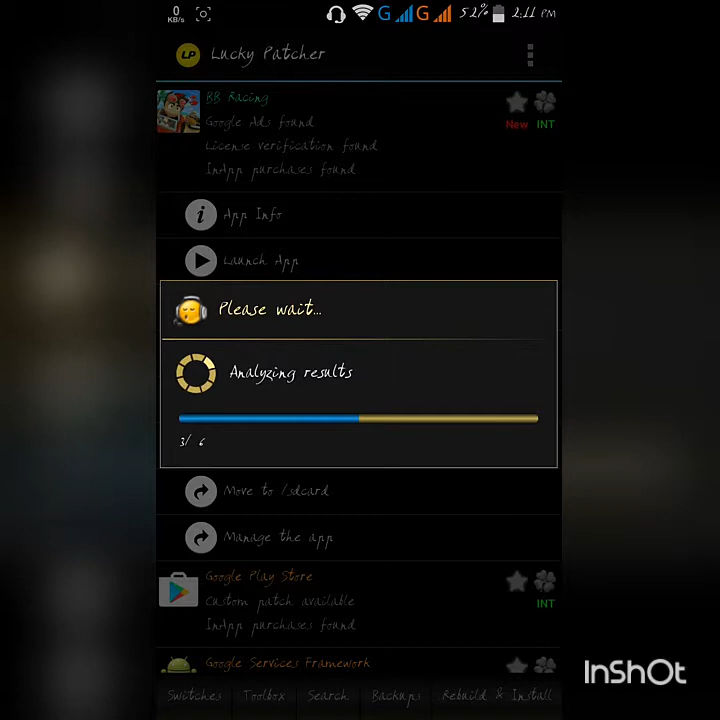 0
KB/s
G
G
52%
2:11 PM
LP
Lucky Patcher
BB Racing
Google Ads found
License verification found
InApp purchases found
New
INT
App Info
Launch App
Please wait...
Analyzing results
3/ 6
Move to /sdcard
Manage the app
Google Play Store
Custom patch available
InApp purchases found
INT
Google Services Framework
Switches
Toolbox
Search
Backups
Rebuild & Install
InShOt